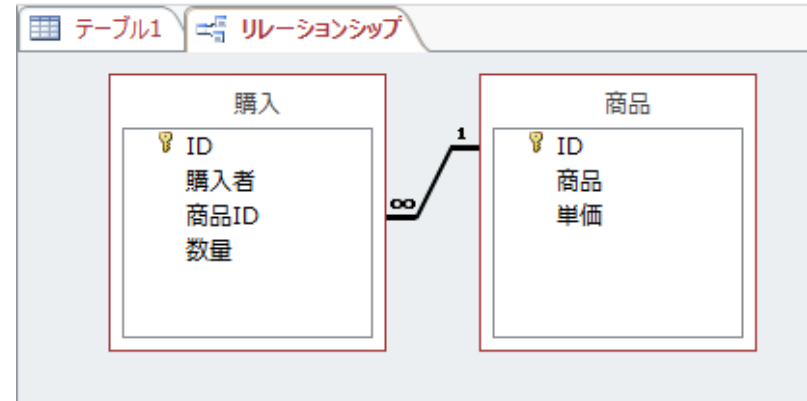 テーブル1 リレーションシップ
購入 商品
ID ID
購入者 商品
商品ID 単価
数量
1
∞